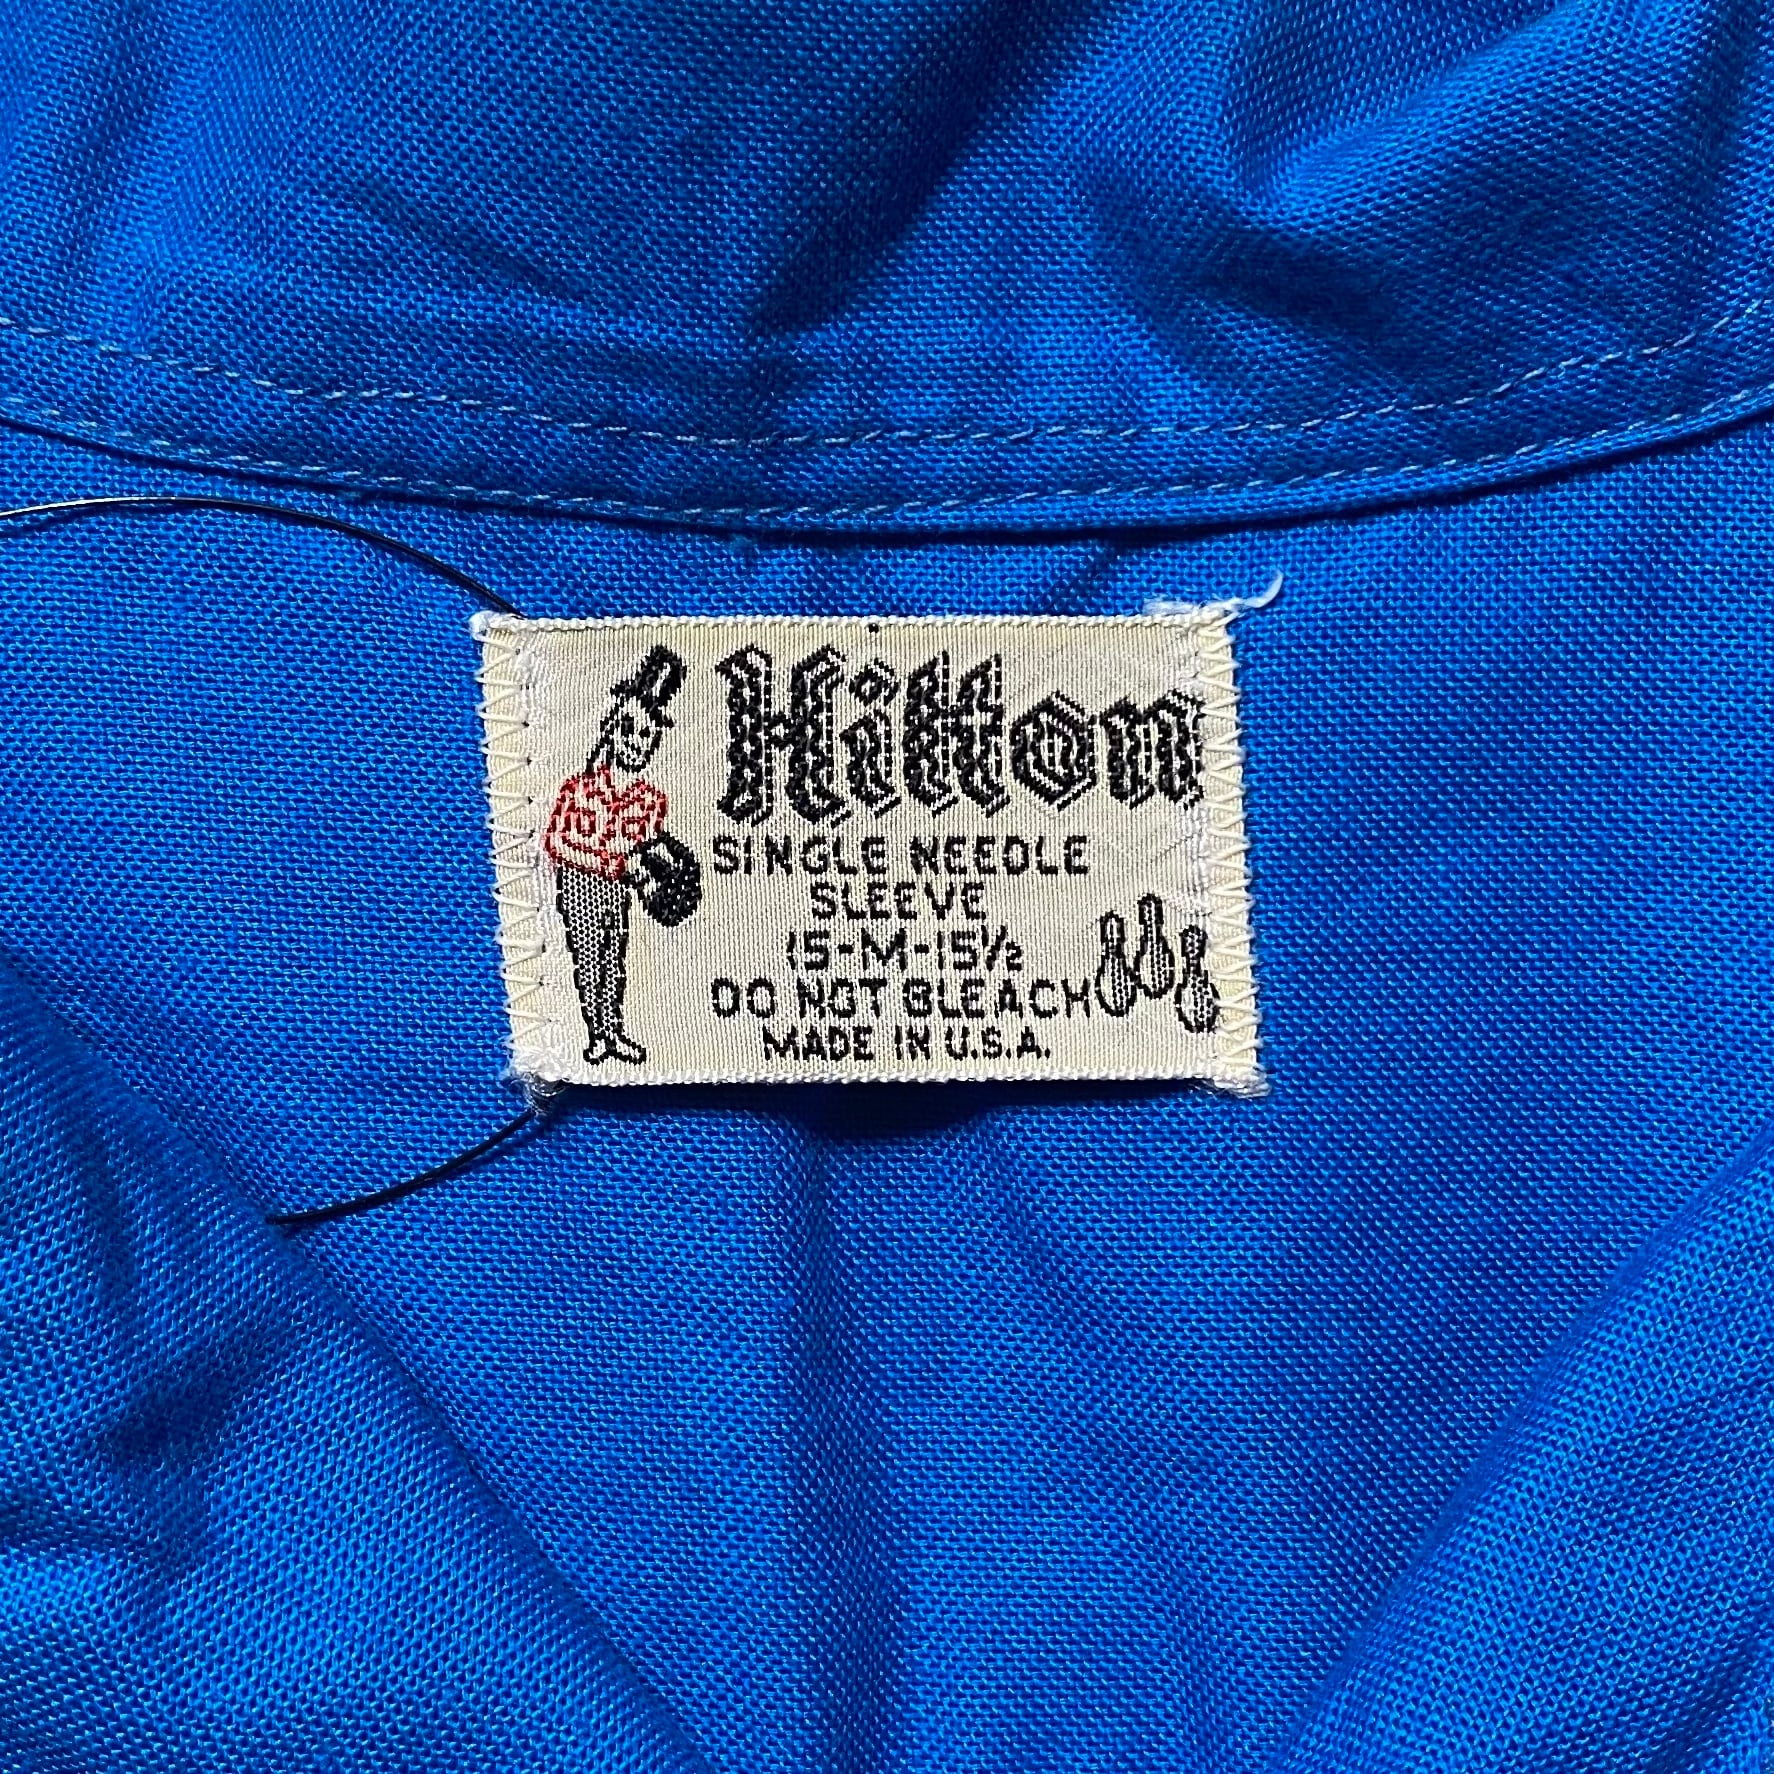 Hilton
SINGLE NEEDLE
SLEEVE
15-M-15½
DO NOT BLEACH
MADE IN U.S.A.